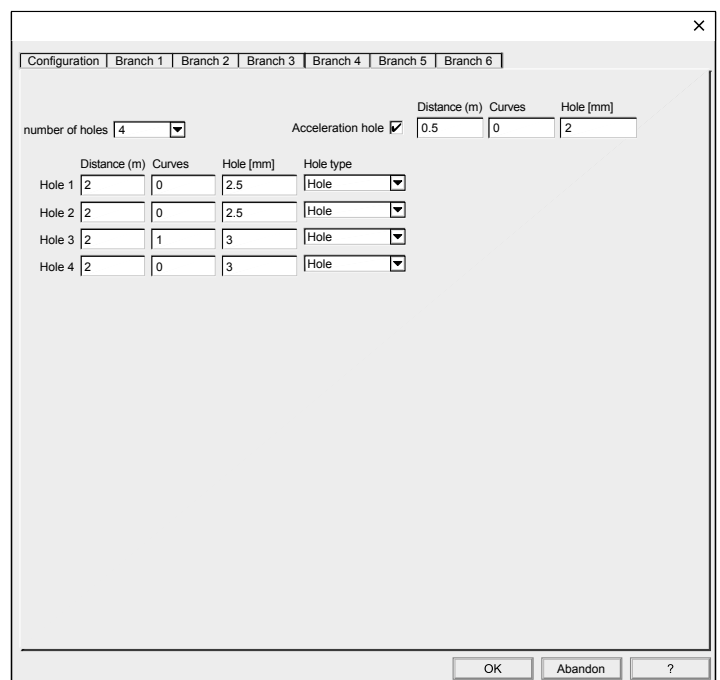 Configuration Branch 1 Branch 2 Branch 3 Branch 4 Branch 5 Branch 6
Distance (m) Curves Hole [mm]
number of holes 4 Acceleration hole 0.5 0 2
Distance (m) Curves Hole [mm] Hole type
Hole 1 2 0 2.5 Hole
Hole 2 2 0 2.5 Hole
Hole 3 2 1 3 Hole
Hole 4 2 0 3 Hole
OK Abandon ?